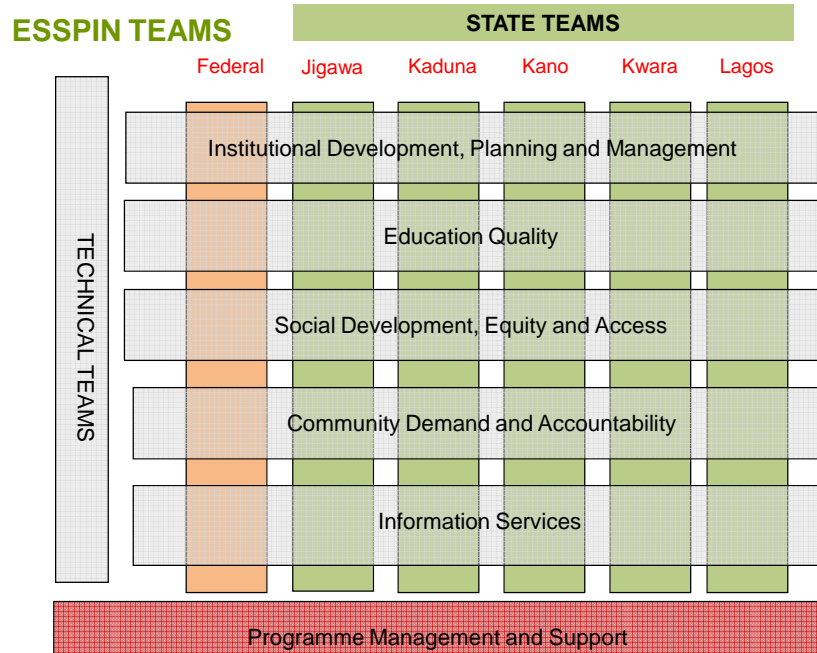 ESSPIN TEAMS
STATE TEAMS
Federal Jigawa Kaduna Kano Kwara Lagos
TECHNICAL TEAMS
Institutional Development, Planning and Management
Education Quality
Social Development, Equity and Access
Community Demand and Accountability
Information Services
Programme Management and Support